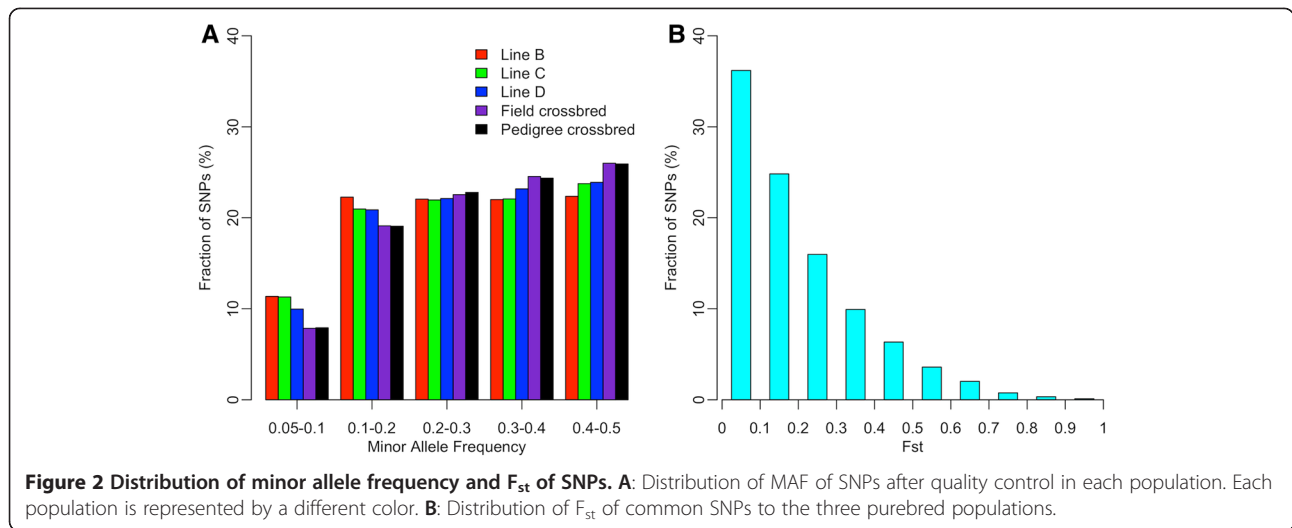 A
40
30
20
10
0
Fraction of SNPs (%)
Line B
Line C
Line D
Field crossbred
Pedigree crossbred
0.05-0.1 0.1-0.2 0.2-0.3 0.3-0.4 0.4-0.5
Minor Allele Frequency
B
40
30
20
10
0
Fraction of SNPs (%)
0 0.1 0.2 0.3 0.4 0.5 0.6 0.7 0.8 0.9 1
Fst
Figure 2 Distribution of minor allele frequency and Fst of SNPs. A: Distribution of MAF of SNPs after quality control in each population. Each
population is represented by a different color. B: Distribution of Fst of common SNPs to the three purebred populations.